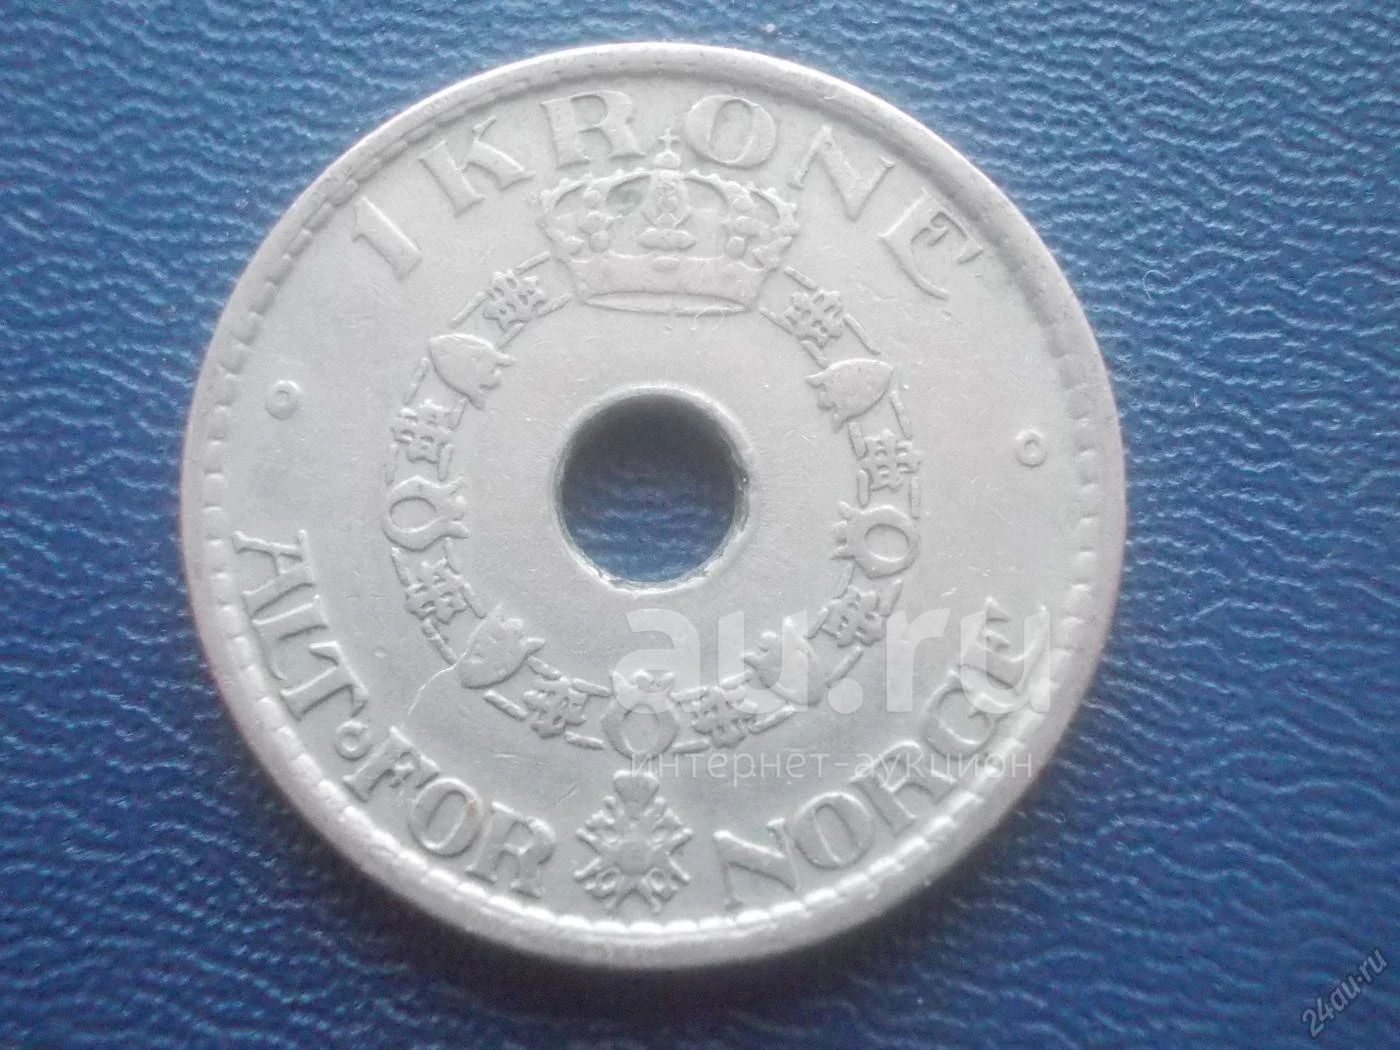 1 KRONE
ALT·FOR NORGE
au.ru
интернет-аукцион
24au.ru